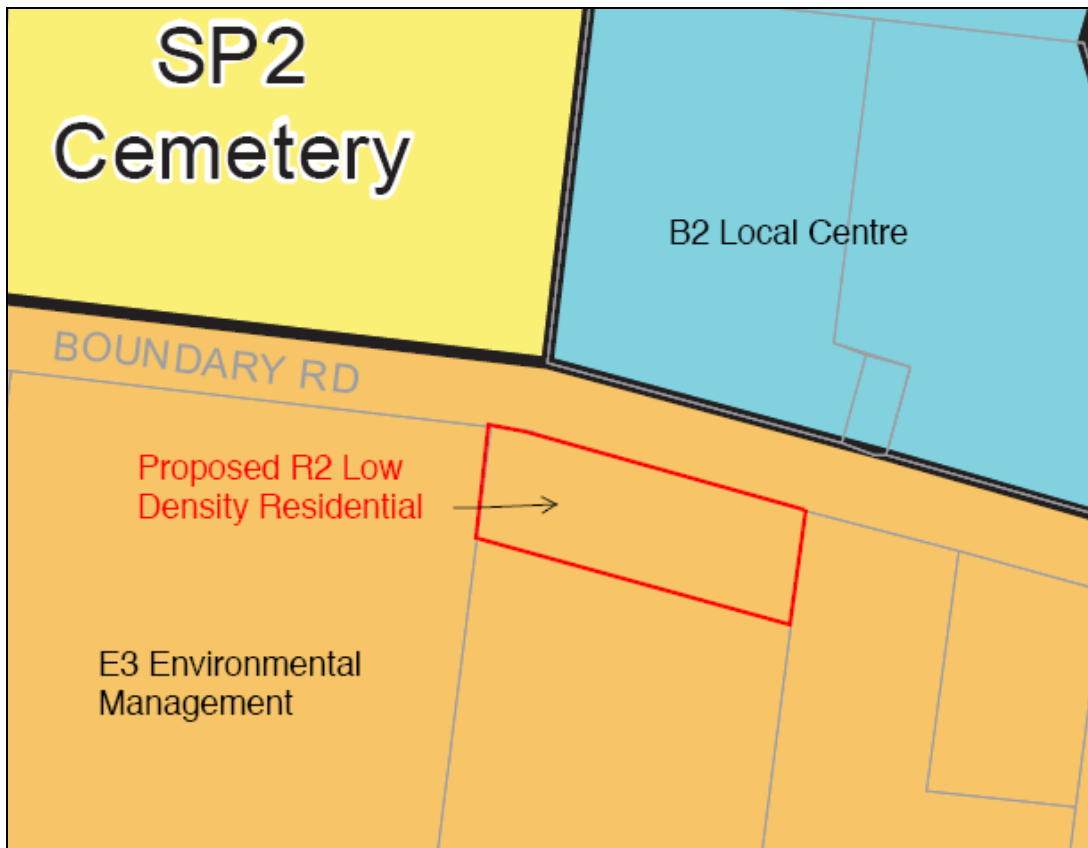 SP2
Cemetery
B2 Local Centre
BOUNDARY RD
Proposed R2 Low
Density Residential
E3 Environmental
Management